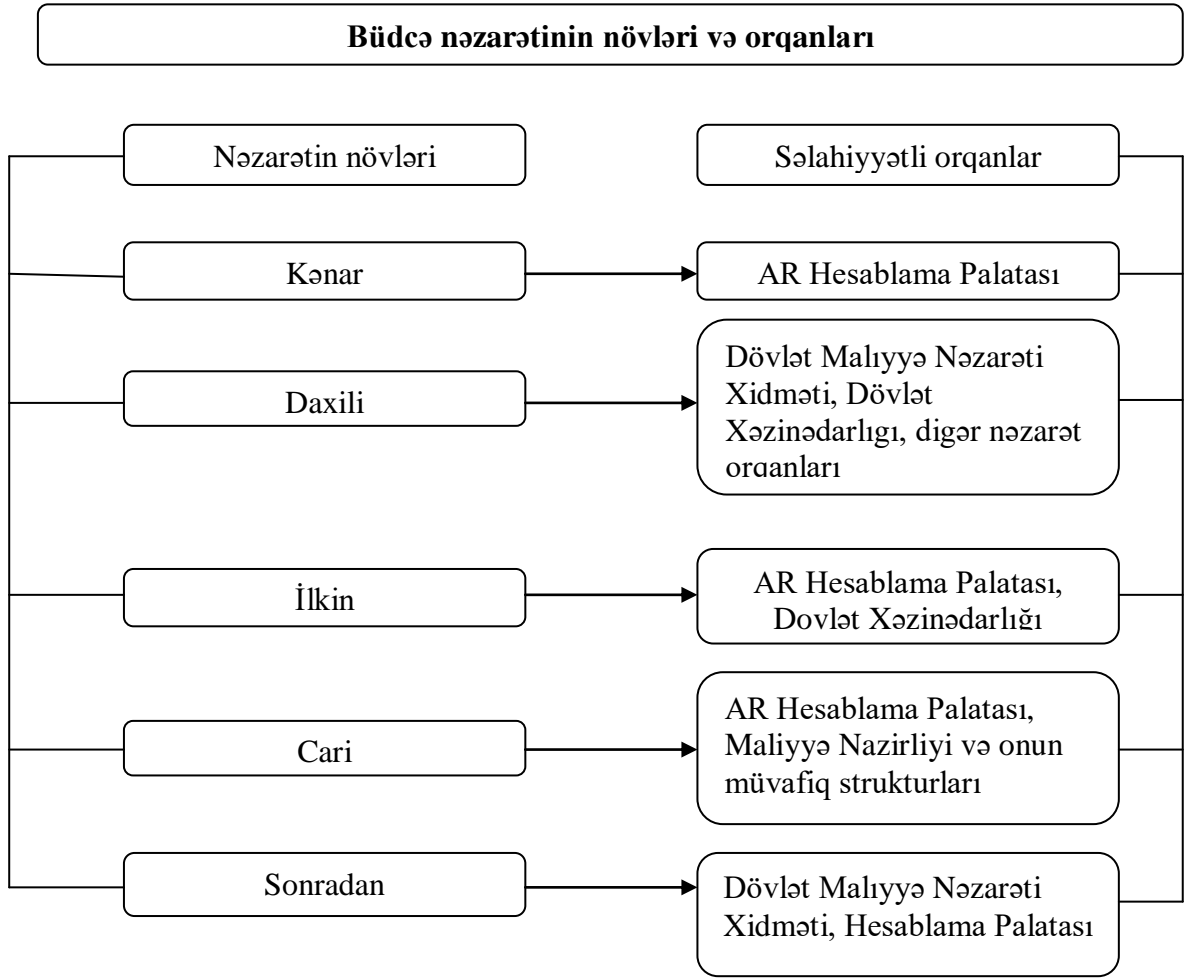 Büdcə nəzarətinin növləri və orqanları
Nəzarətin növləri
Səlahiyyətli orqanlar
Kənar
AR Hesablama Palatası
Daxili
Dövlət Malıyyə Nəzarəti
Xidməti, Dövlət
Xəzinədarlıgı, digər nəzarət
orqanları
İlkin
AR Hesablama Palatası,
Dovlət Xəzinədarlığı
Cari
AR Hesablama Palatası,
Maliyyə Nazirliyi və onun
müvafiq strukturları
Sonradan
Dövlət Malıyyə Nəzarəti
Xidməti, Hesablama Palatası